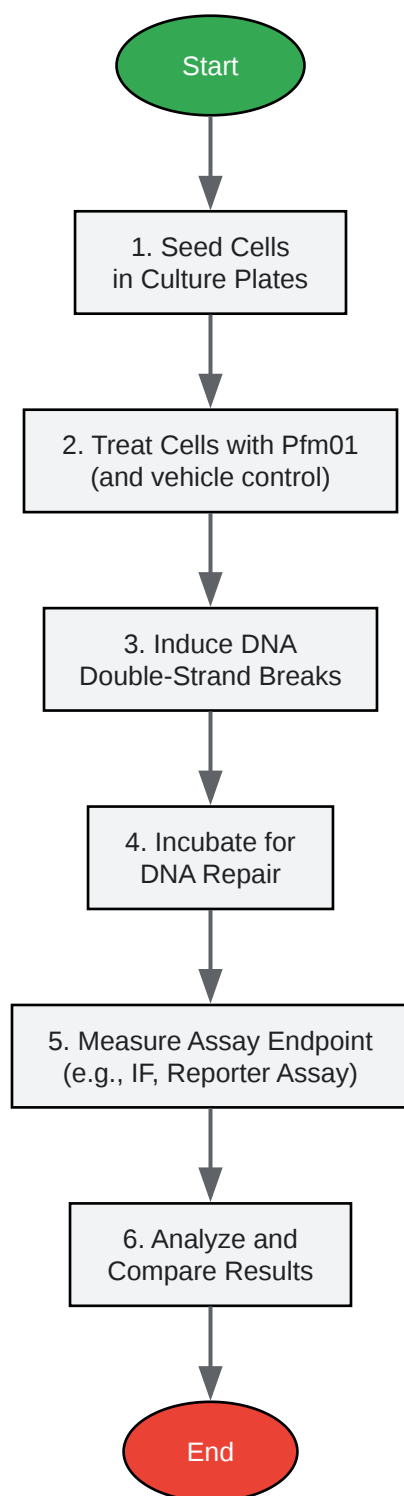 Start
1. Seed Cells
in Culture Plates
2. Treat Cells with Pfm01
(and vehicle control)
3. Induce DNA
Double-Strand Breaks
4. Incubate for
DNA Repair
5. Measure Assay Endpoint
(e.g., IF, Reporter Assay)
6. Analyze and
Compare Results
End